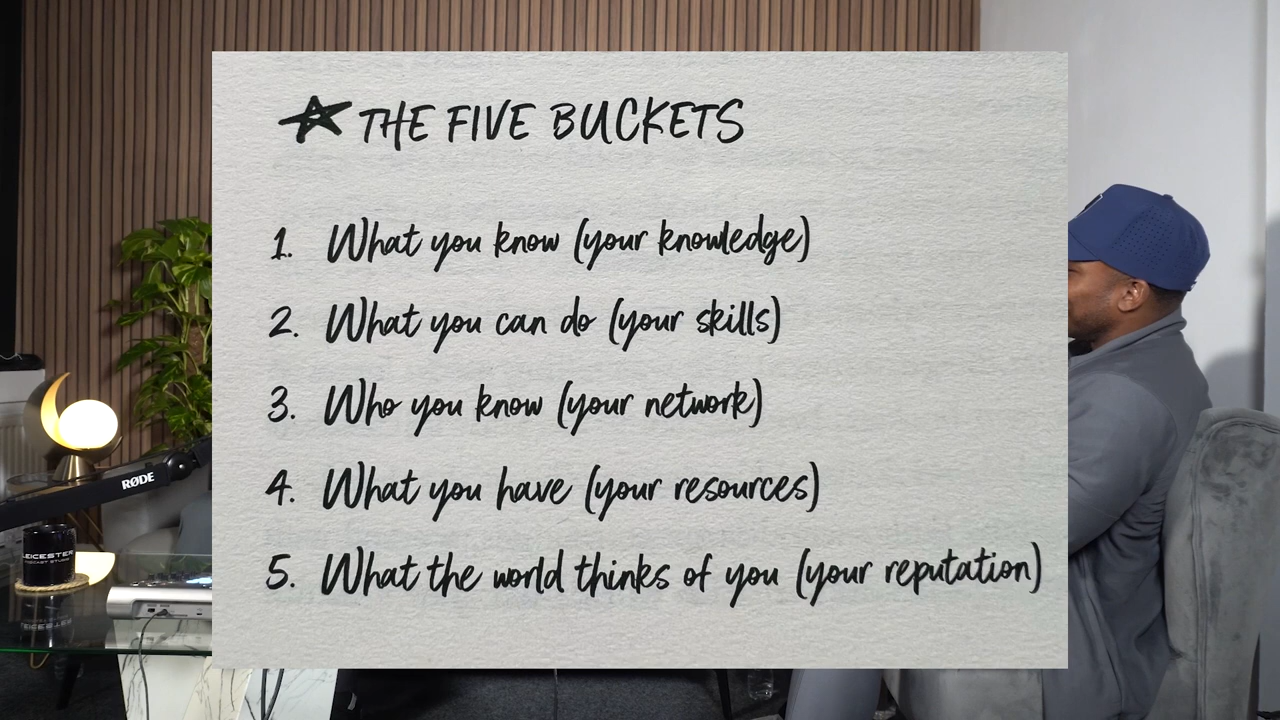 THE FIVE BUCKETS
1. What you know (your knowledge)
2. What you can do (your skills)
3. Who you know (your network)
4. What you have (your resources)
5. What the world thinks of you (your reputation)
RØDE
LEICESTER
PODCAST STUDIO